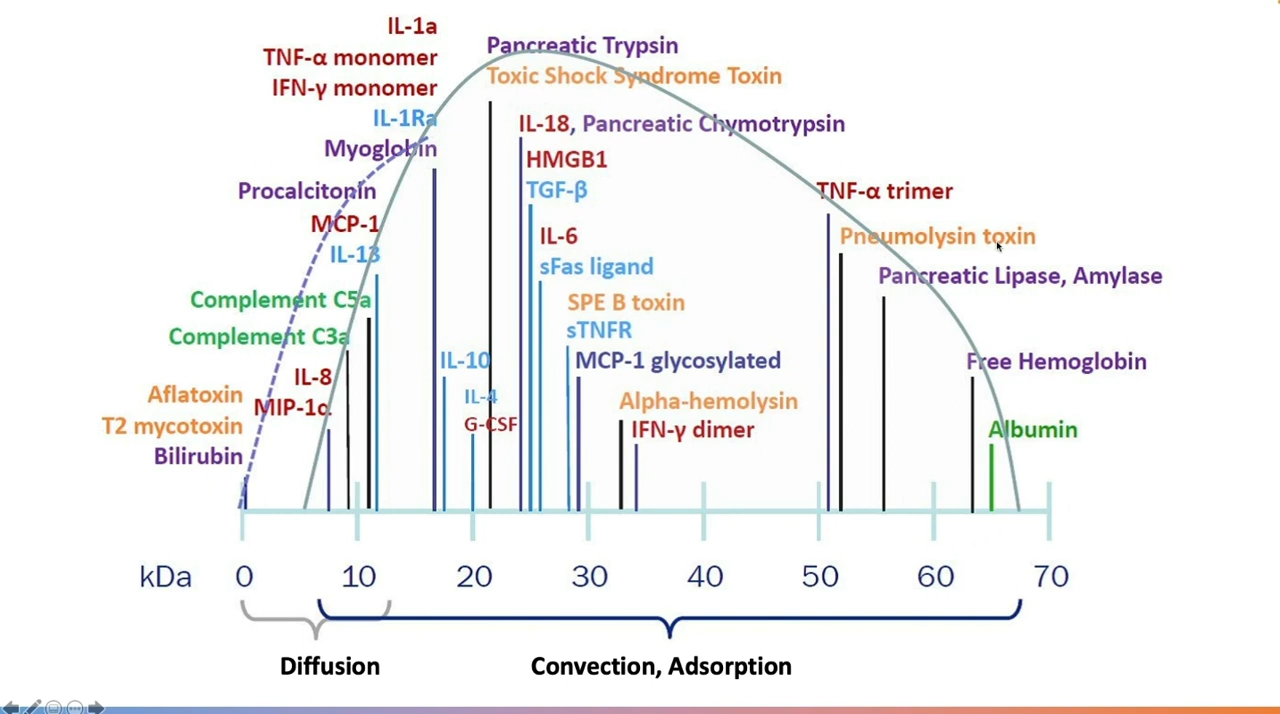 IL-1a
TNF-α monomer
IFN-γ monomer
IL-1Ra
Myoglobin
Procalcitonin
MCP-1
IL-13
Complement C5a
Complement C3a
IL-8
MIP-1α
Aflatoxin
T2 mycotoxin
Bilirubin
Pancreatic Trypsin
Toxic Shock Syndrome Toxin
IL-18, Pancreatic Chymotrypsin
HMGB1
TGF-β
IL-6
sFas ligand
SPE B toxin
sTNFR
MCP-1 glycosylated
IL-10
IL-4
G-CSF
Alpha-hemolysin
IFN-γ dimer
TNF-α trimer
Pneumolysin toxin
Pancreatic Lipase, Amylase
Free Hemoglobin
Albumin
kDa 0 10 20 30 40 50 60 70
Diffusion
Convection, Adsorption